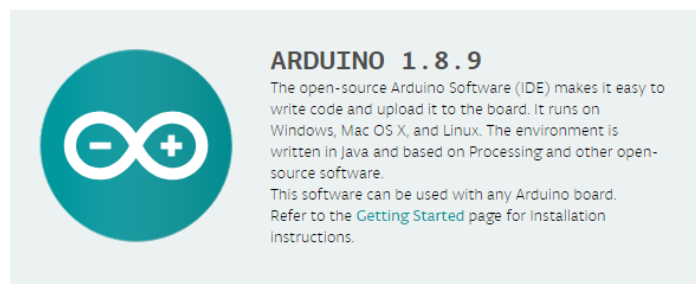 ARDUINO 1.8.9
The open-source Arduino Software (IDE) makes it easy to
write code and upload it to the board. It runs on
Windows, Mac OS X, and Linux. The environment is
written in Java and based on Processing and other open-
source software.
This software can be used with any Arduino board.
Refer to the Getting Started page for Installation
instructions.